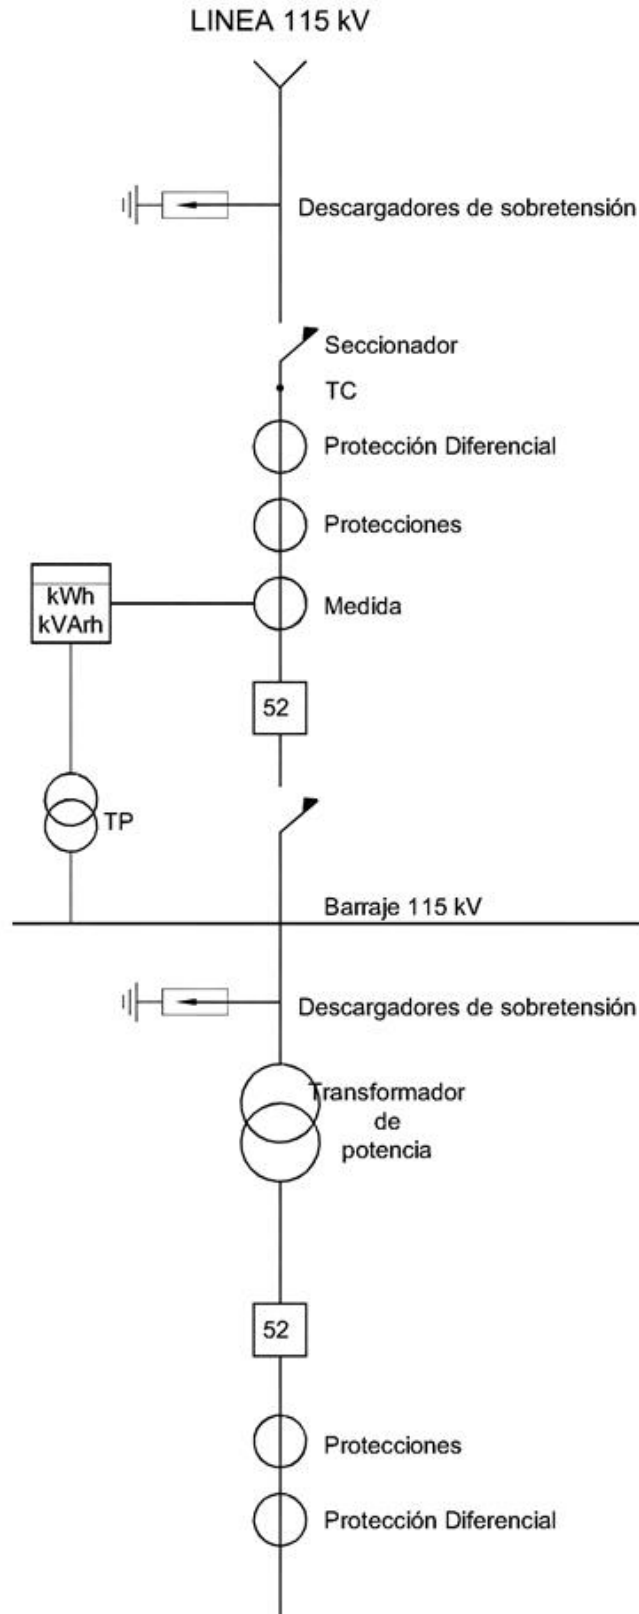 LINEA 115 kV
Descargadores de sobretensión
Seccionador
TC
Protección Diferencial
Protecciones
kWh
kVArh
Medida
52
TP
Barraje 115 kV
Descargadores de sobretensión
Transformador
de
potencia
52
Protecciones
Protección Diferencial